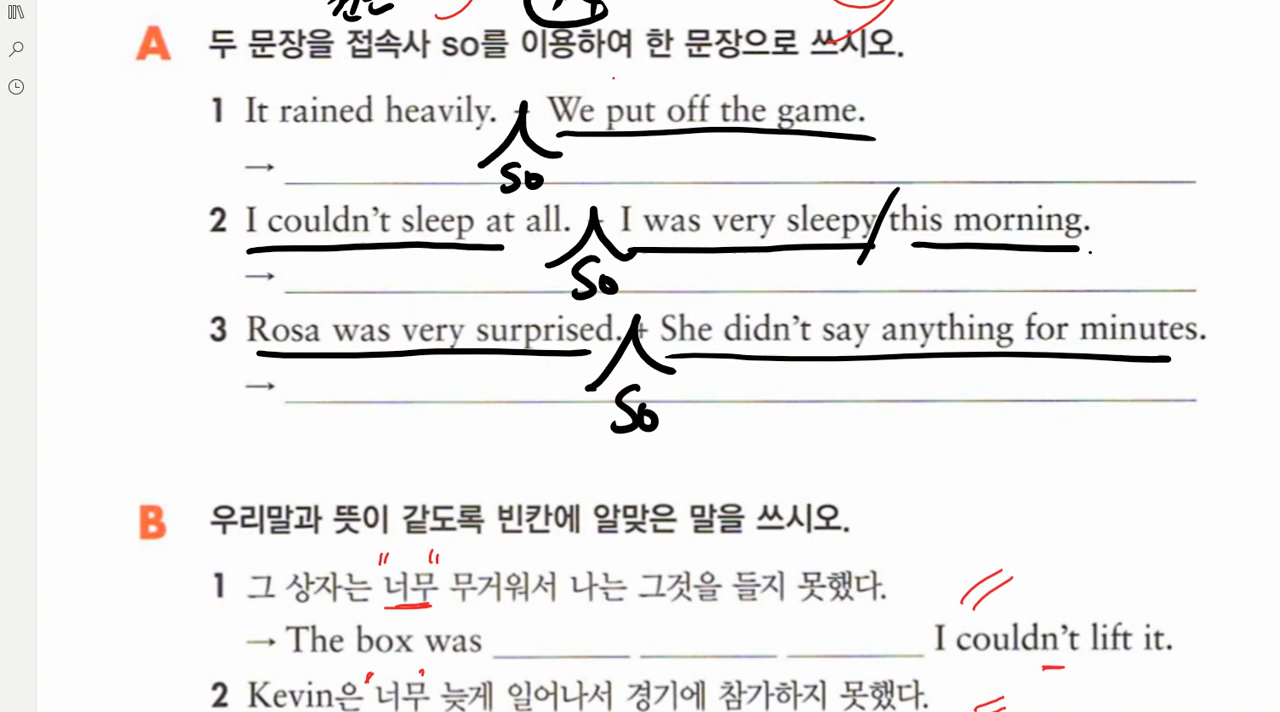 A 두 문장을 접속사 so를 이용하여 한 문장으로 쓰시오.
1 It rained heavily. + We put off the game.
so
→
2 I couldn't sleep at all. + I was very sleepy / this morning.
so
→
3 Rosa was very surprised. + She didn't say anything for minutes.
→
So
B 우리말과 뜻이 같도록 빈칸에 알맞은 말을 쓰시오.
1 그 상자는 "너무" 무거워서 나는 그것을 들지 못했다.
→ The box was ______ ______ ______ I couldn't lift it.
2 Kevin은 '너무' 늦게 일어나서 경기에 참가하지 못했다.